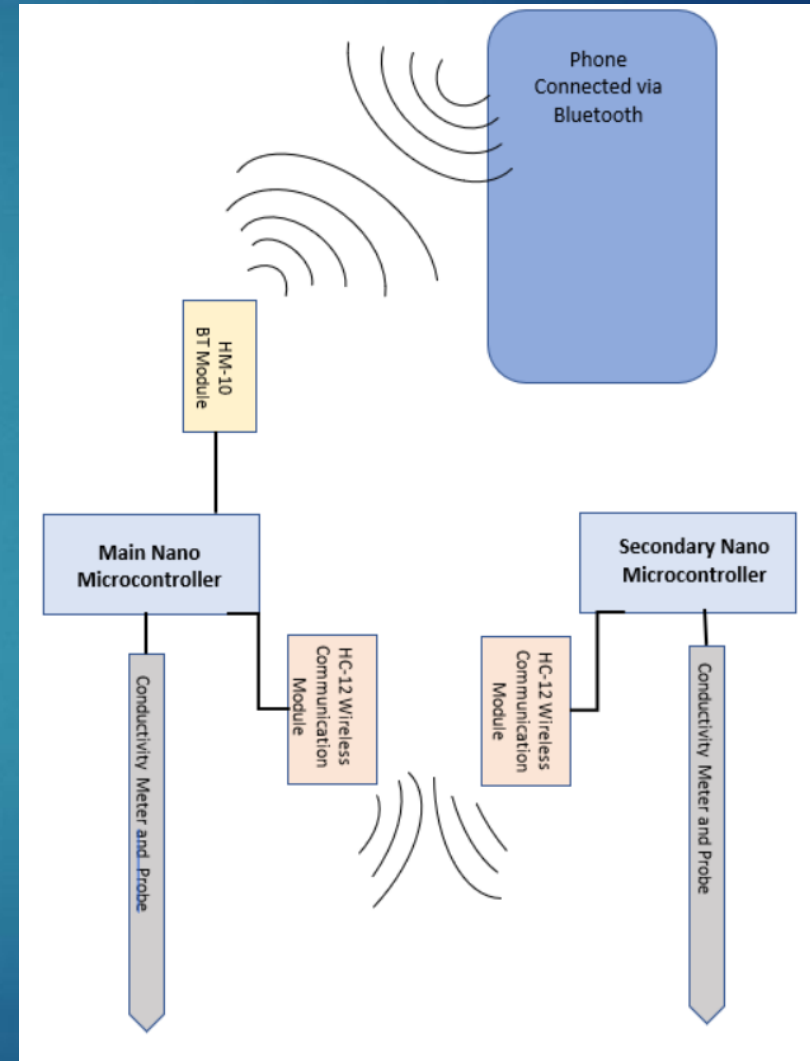 Phone
Connected via
Bluetooth
HM-10
BT Module
Main Nano
Microcontroller
Secondary Nano
Microcontroller
HC-12 Wireless
Communication
Module
HC-12 Wireless
Communication
Module
Conductivity Meter and Probe
Conductivity Meter and Probe